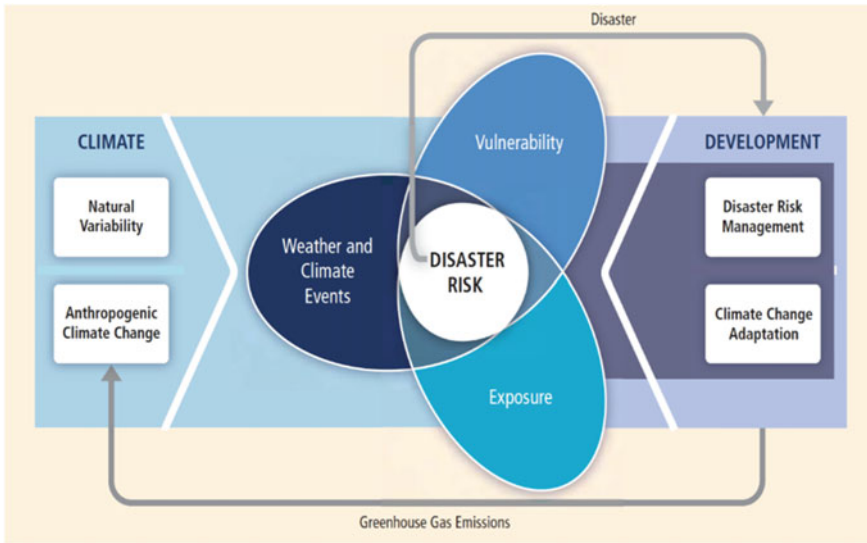 Disaster
CLIMATE
Natural
Variability
Anthropogenic
Climate Change
Weather and
Climate
Events
Vulnerability
DISASTER
RISK
Exposure
DEVELOPMENT
Disaster Risk
Management
Climate Change
Adaptation
Greenhouse Gas Emissions